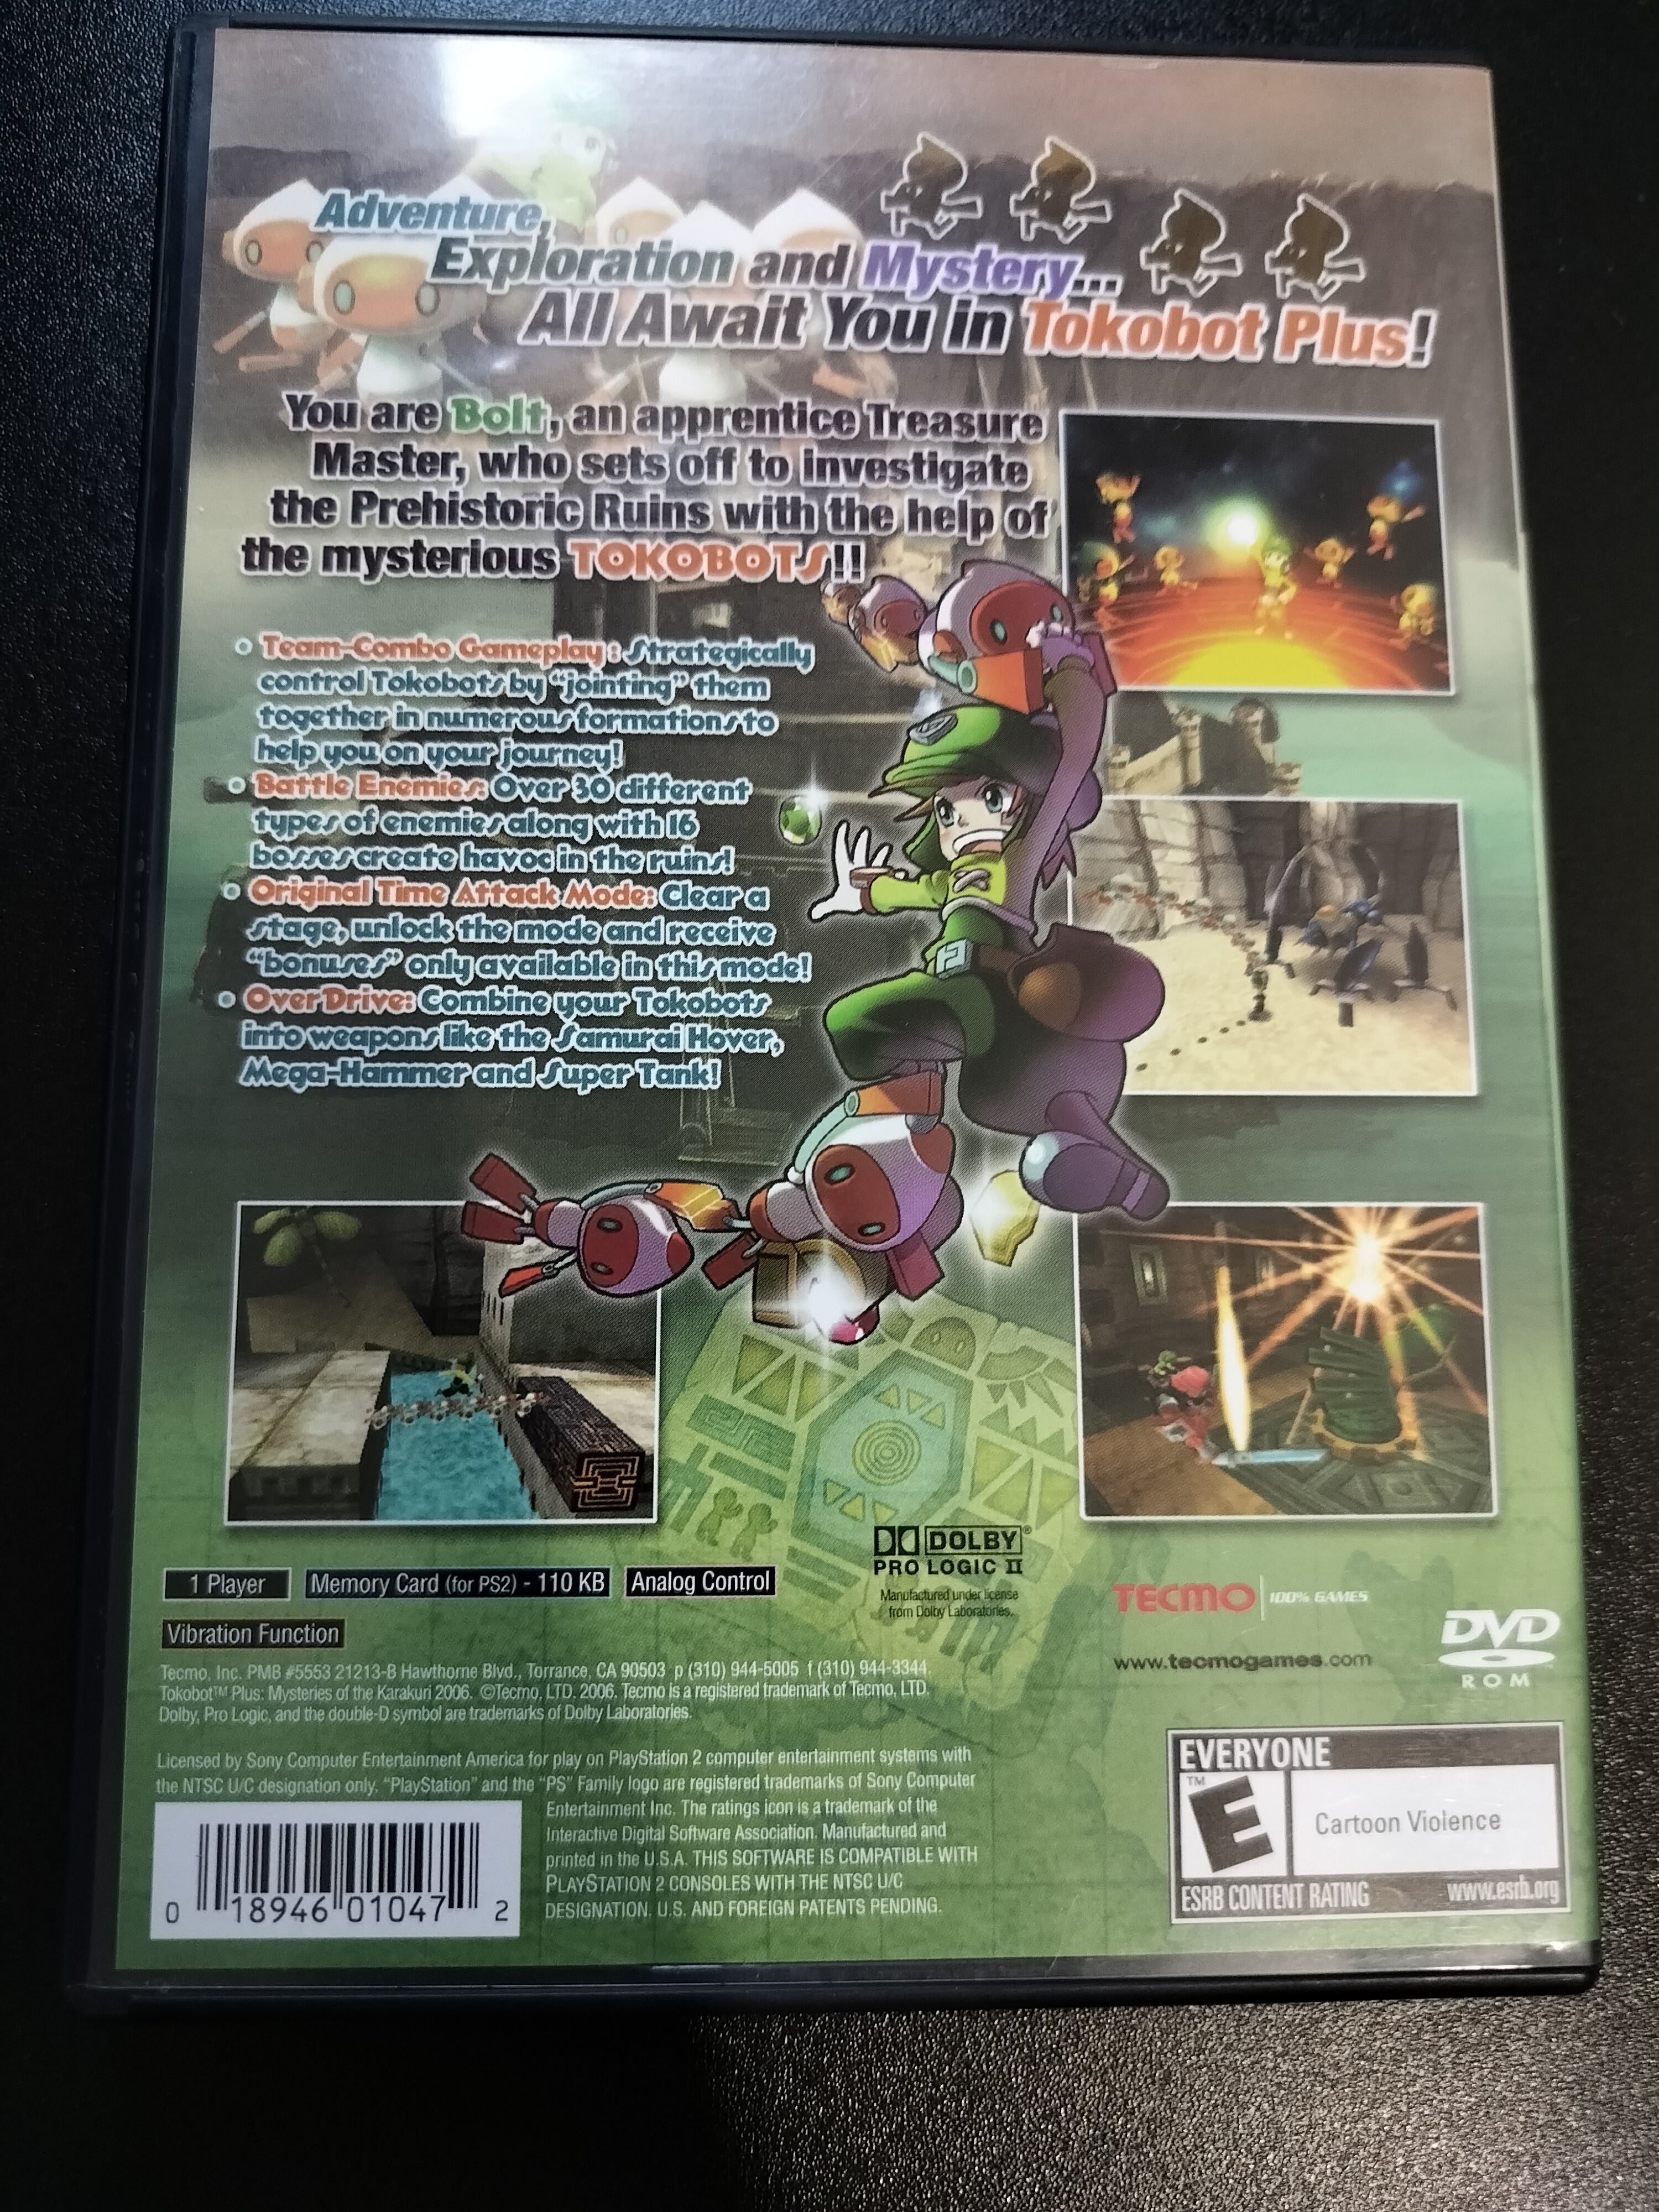 Adventure,
Exploration and Mystery...
All Await You in Tokobot Plus!
You are Bolt, an apprentice Treasure
Master, who sets off to investigate
the Prehistoric Ruins with the help of
the mysterious TOKOBOTS!!
• Team-Combo Gameplay: Strategically
control Tokobots by "jointing" them
together in numerous formations to
help you on your journey!
• Battle Enemies: Over 30 different
types of enemies along with 16
bosses create havoc in the ruins!
• Original Time Attack Mode: Clear a
stage, unlock the mode and receive
"bonuses" only available in this mode!
• OverDrive: Combine your Tokobots
into weapons like the Samurai Hover,
Mega-Hammer and Super Tank!
1 Player
Memory Card (for PS2) - 110 KB
Analog Control
Vibration Function
DOLBY®
PRO LOGIC II
Manufactured under license
from Dolby Laboratories.
TECMO 100% GAMES
www.tecmogames.com
DVD
ROM
Tecmo, Inc. PMB #5553 21213-B Hawthorne Blvd., Torrance, CA 90503 p (310) 944-5005 f (310) 944-3344.
Tokobot™ Plus: Mysteries of the Karakuri 2006. ©Tecmo, LTD. 2006. Tecmo is a registered trademark of Tecmo, LTD.
Dolby, Pro Logic, and the double-D symbol are trademarks of Dolby Laboratories.
Licensed by Sony Computer Entertainment America for play on PlayStation 2 computer entertainment systems with
the NTSC U/C designation only. "PlayStation" and the "PS" Family logo are registered trademarks of Sony Computer
Entertainment Inc. The ratings icon is a trademark of the
Interactive Digital Software Association. Manufactured and
printed in the U.S.A. THIS SOFTWARE IS COMPATIBLE WITH
PLAYSTATION 2 CONSOLES WITH THE NTSC U/C
DESIGNATION. U.S. AND FOREIGN PATENTS PENDING.
0 18946 01047 2
EVERYONE
™
E
Cartoon Violence
ESRB CONTENT RATING www.esrb.org